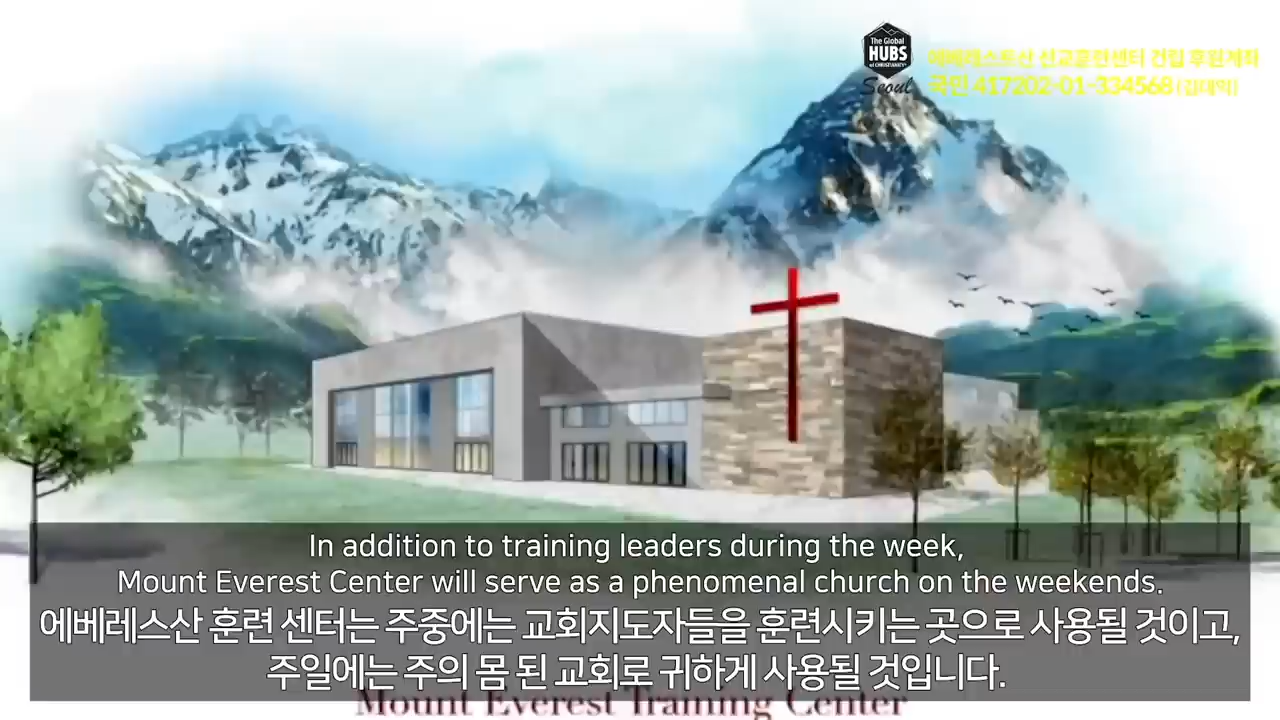 The Global
HUBS
of CHRISTIANITY
Seoul
에베레스트산 선교훈련센터 건립 후원계좌
국민 417202-01-334568 (김대혁)
In addition to training leaders during the week,
Mount Everest Center will serve as a phenomenal church on the weekends.
에베레스산 훈련 센터는 주중에는 교회지도자들을 훈련시키는 곳으로 사용될 것이고,
주일에는 주의 몸 된 교회로 귀하게 사용될 것입니다.
Mount Everest Training Center